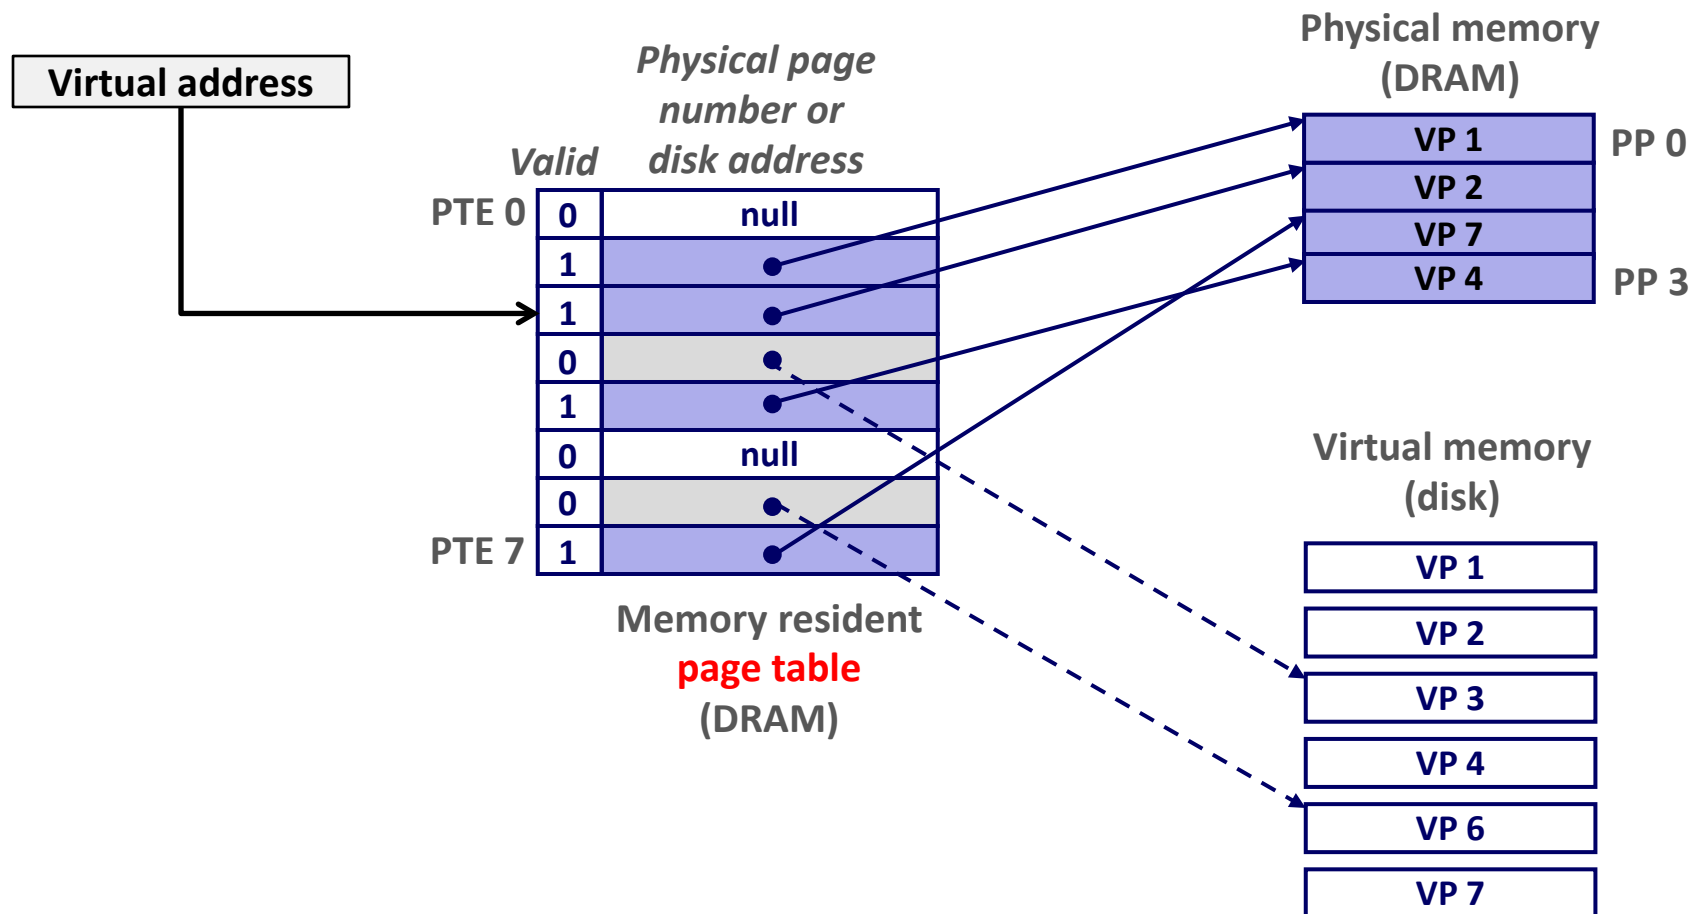 Virtual address
Physical page
number or
disk address
Valid
PTE 0
0
null
1
1
0
1
0
null
0
PTE 7
1
Memory resident
page table
(DRAM)
Physical memory
(DRAM)
VP 1
PP 0
VP 2
VP 7
VP 4
PP 3
Virtual memory
(disk)
VP 1
VP 2
VP 3
VP 4
VP 6
VP 7